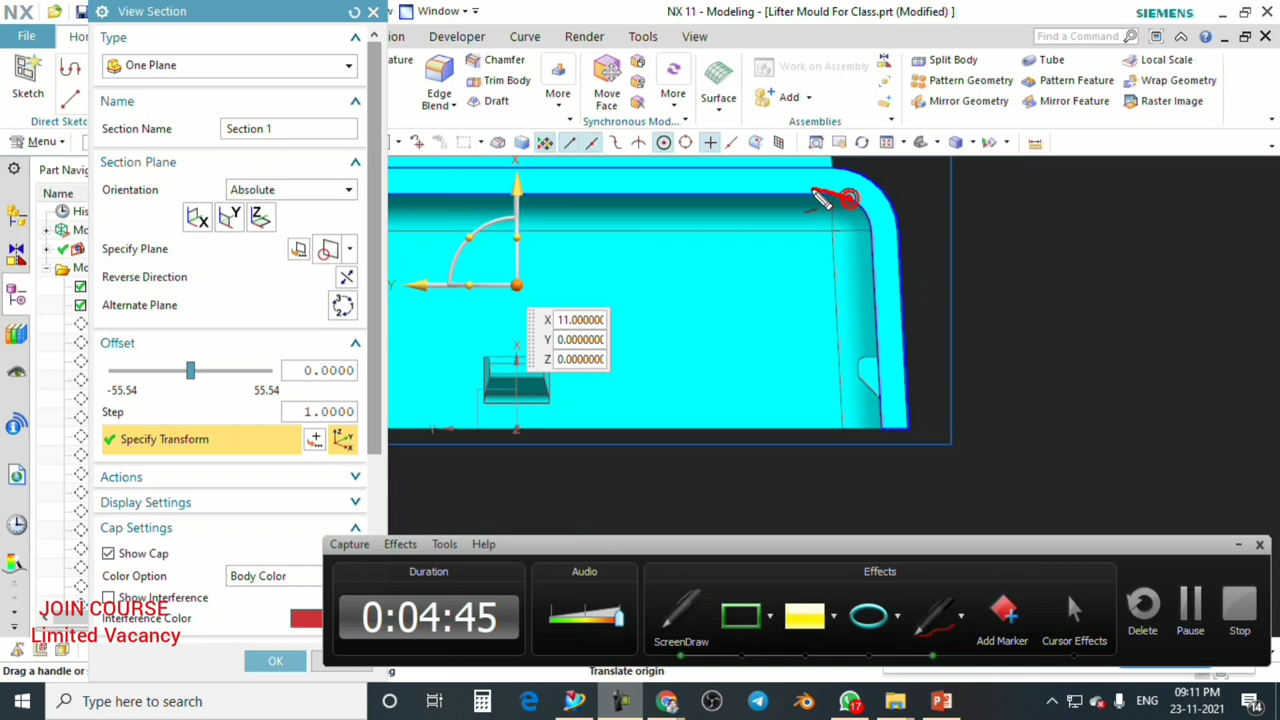 NX
Window
NX 11 - Modeling - [Lifter Mould For Class.prt (Modified) ]
SIEMENS
View Section
File
Developer
Curve
Render
Tools
View
Find a Command
Type
One Plane
Name
Section Name
Section 1
Section Plane
Orientation
Absolute
Specify Plane
Reverse Direction
Alternate Plane
Offset
0.0000
-55.54
55.54
Step
1.0000
Specify Transform
Actions
Display Settings
Cap Settings
Show Cap
Color Option
Body Color
Show Interference
Interference Color
OK
Sketch
Direct
Menu
Part Navi
Name
Edge
Blend
Chamfer
Trim Body
Draft
More
Move
Face
More
Synchronous Mod...
Surface
Work on Assembly
Add
Assemblies
Split Body
Pattern Geometry
Mirror Geometry
Tube
Pattern Feature
Mirror Feature
Local Scale
Wrap Geometry
Raster Image
X
Y
X
Z
X 11.000000
Y 0.0000000
Z 0.0000000
JOIN COURSE
Limited Vacancy
Capture
Effects
Tools
Help
Duration
0:04:45
Audio
Effects
ScreenDraw
Add Marker
Cursor Effects
Delete
Pause
Stop
Translate origin
Type here to search
17
ENG
09:11 PM
23-11-2021
14